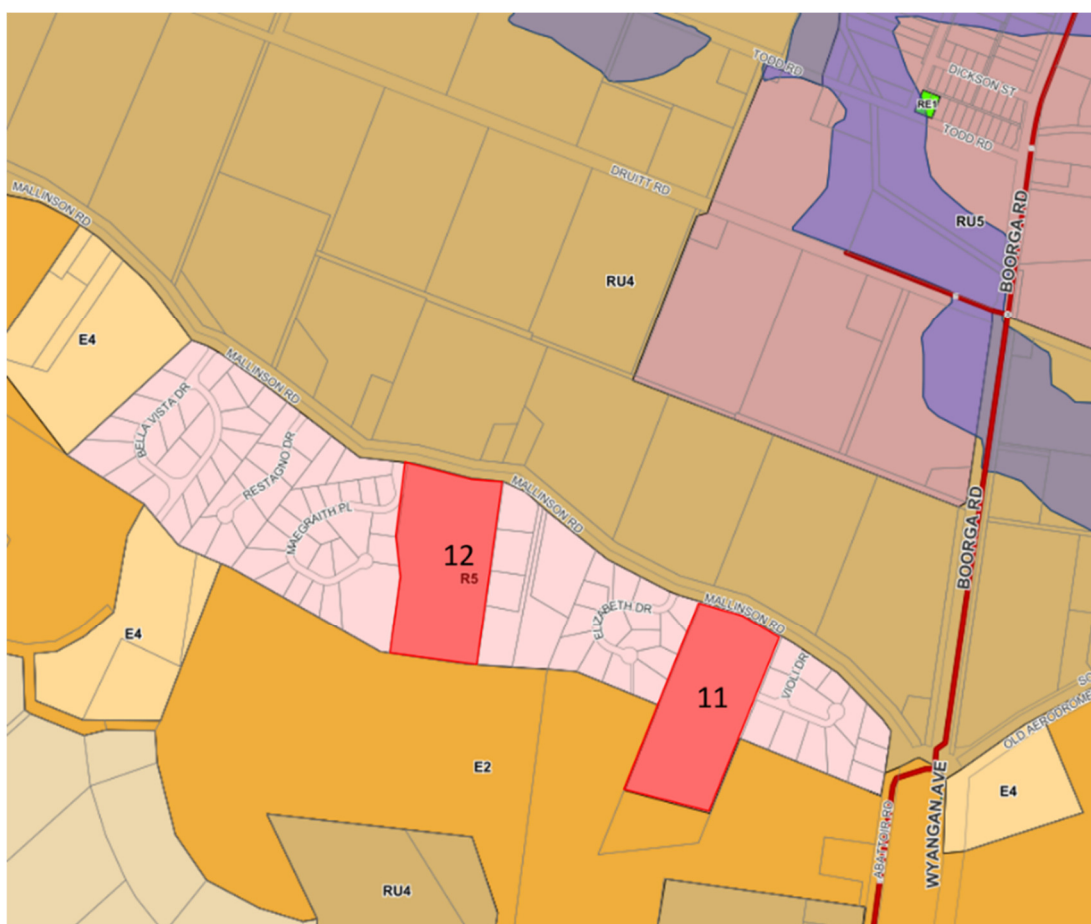 TODD RD
DICKSON ST
RE1
TODD RD
DRUITT RD
MALLINSON RD
RU5
BOORGA RD
RU4
E4
MALLINSON RD
BELLA VISTA DR
RESTAGNO DR
MAEGRAITH PL
12
R5
MALLINSON RD
BOORGA RD
ELIZABETH DR
MALLINSON RD
E4
VIOLI DR
11
OLD AERODROME
E2
E4
WYANGAN AVE
ABATTOIR RD
RU4